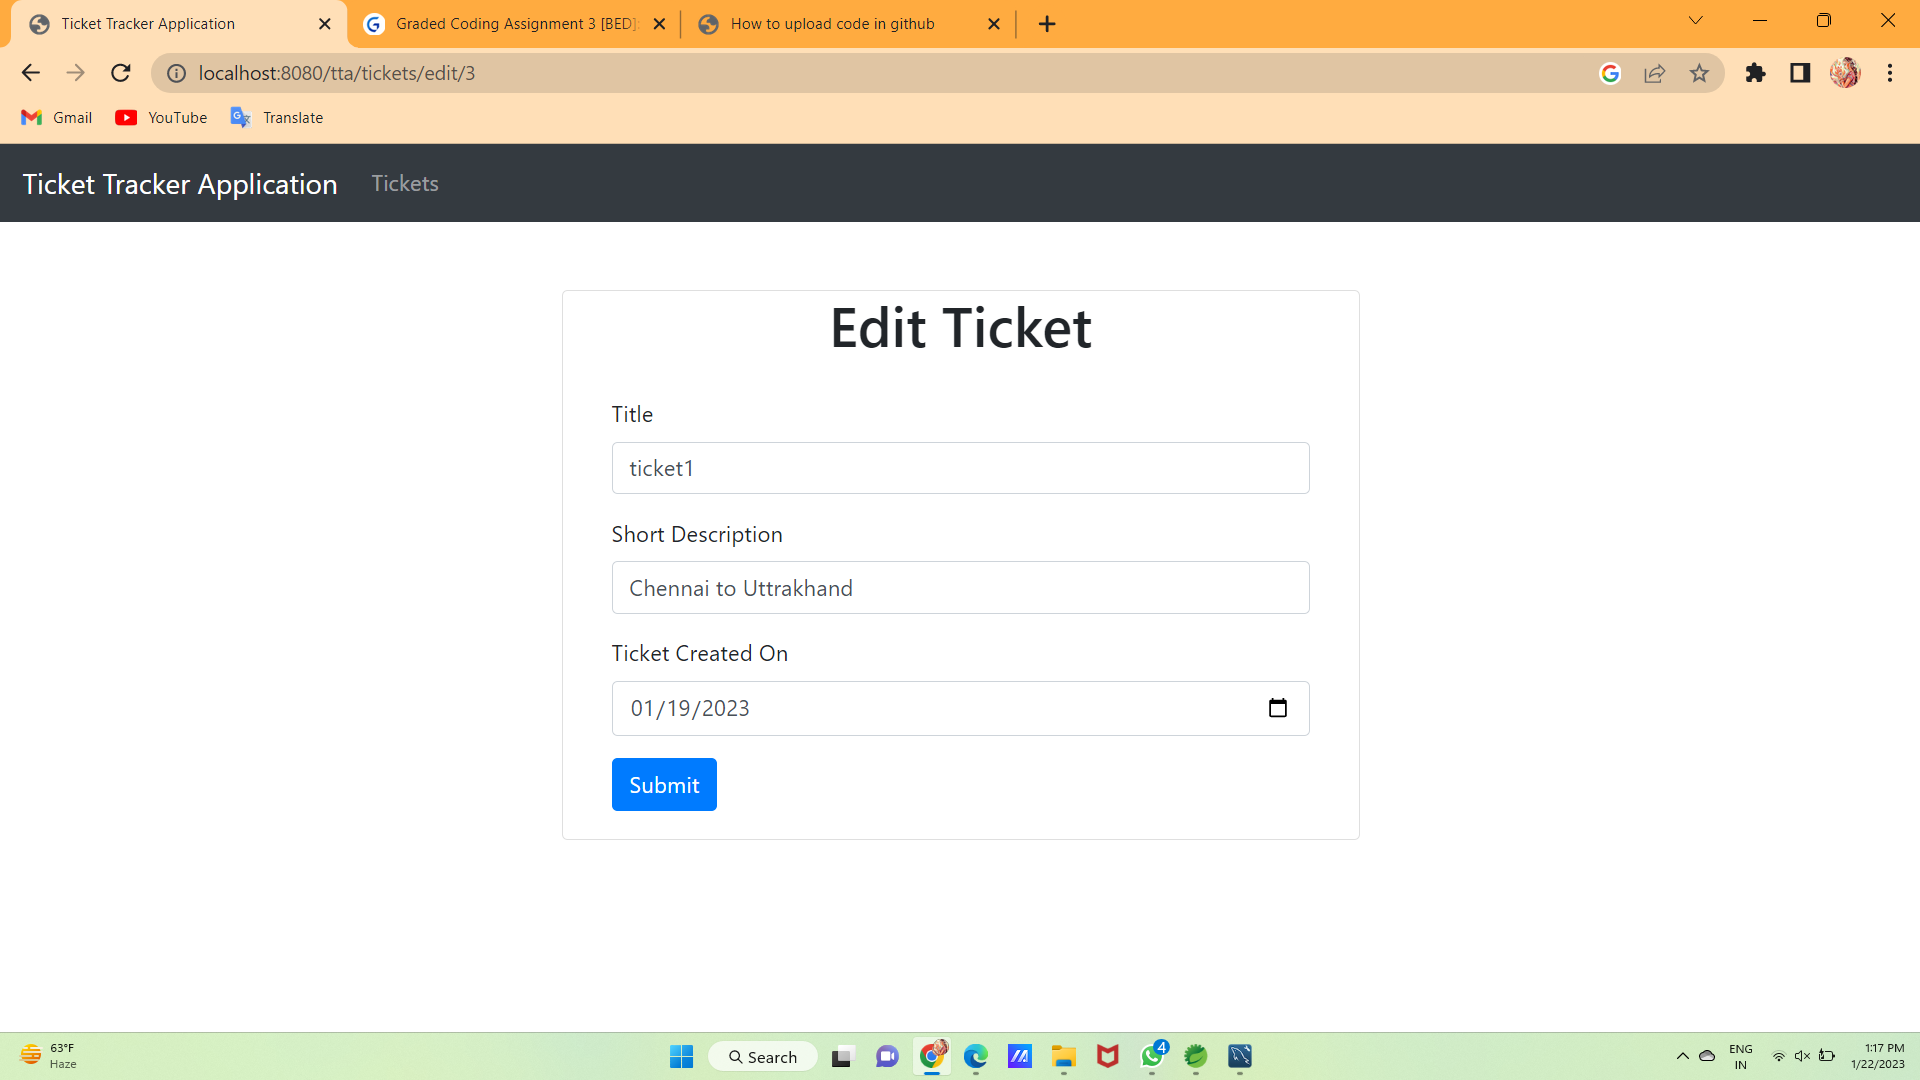 Ticket Tracker Application
Graded Coding Assignment 3 [BED]:
How to upload code in github
localhost:8080/tta/tickets/edit/3
Gmail
YouTube
Translate
Ticket Tracker Application
Tickets
Edit Ticket
Title
ticket1
Short Description
Chennai to Uttrakhand
Ticket Created On
01/19/2023
Submit
63°F
Haze
Search
4
ENG
IN
1:17 PM
1/22/2023